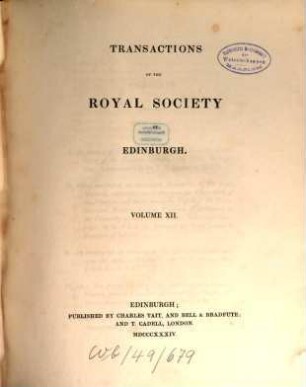 TRANSACTIONS
OF THE
ROYAL SOCIETY
EDINBURGH.
VOLUME XII.
EDINBURGH;
PUBLISHED BY CHARLES TAIT, AND BELL & BRADFUTE;
AND T. CADELL, LONDON.
MDCCCXXXIV.